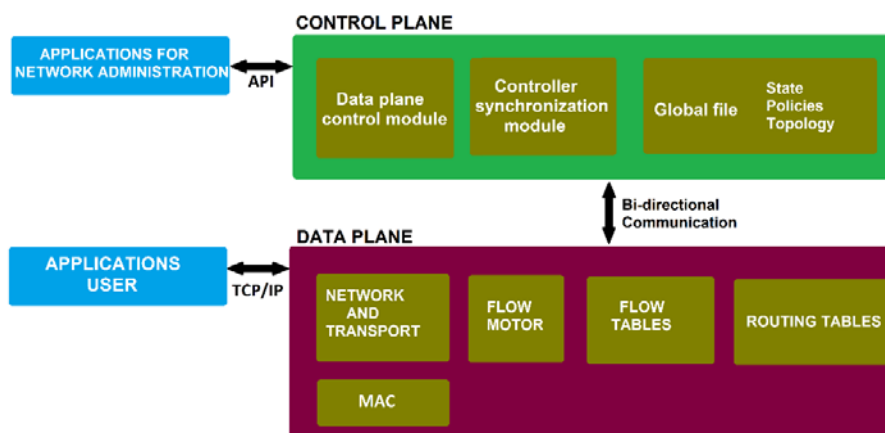 CONTROL PLANE
APPLICATIONS FOR
NETWORK ADMINISTRATION
API
Data plane
control module
Controller
synchronization
module
Global file
State
Policies
Topology
Bi-directional
Communication
DATA PLANE
APPLICATIONS
USER
TCP/IP
NETWORK
AND
TRANSPORT
FLOW
MOTOR
FLOW
TABLES
ROUTING TABLES
MAC